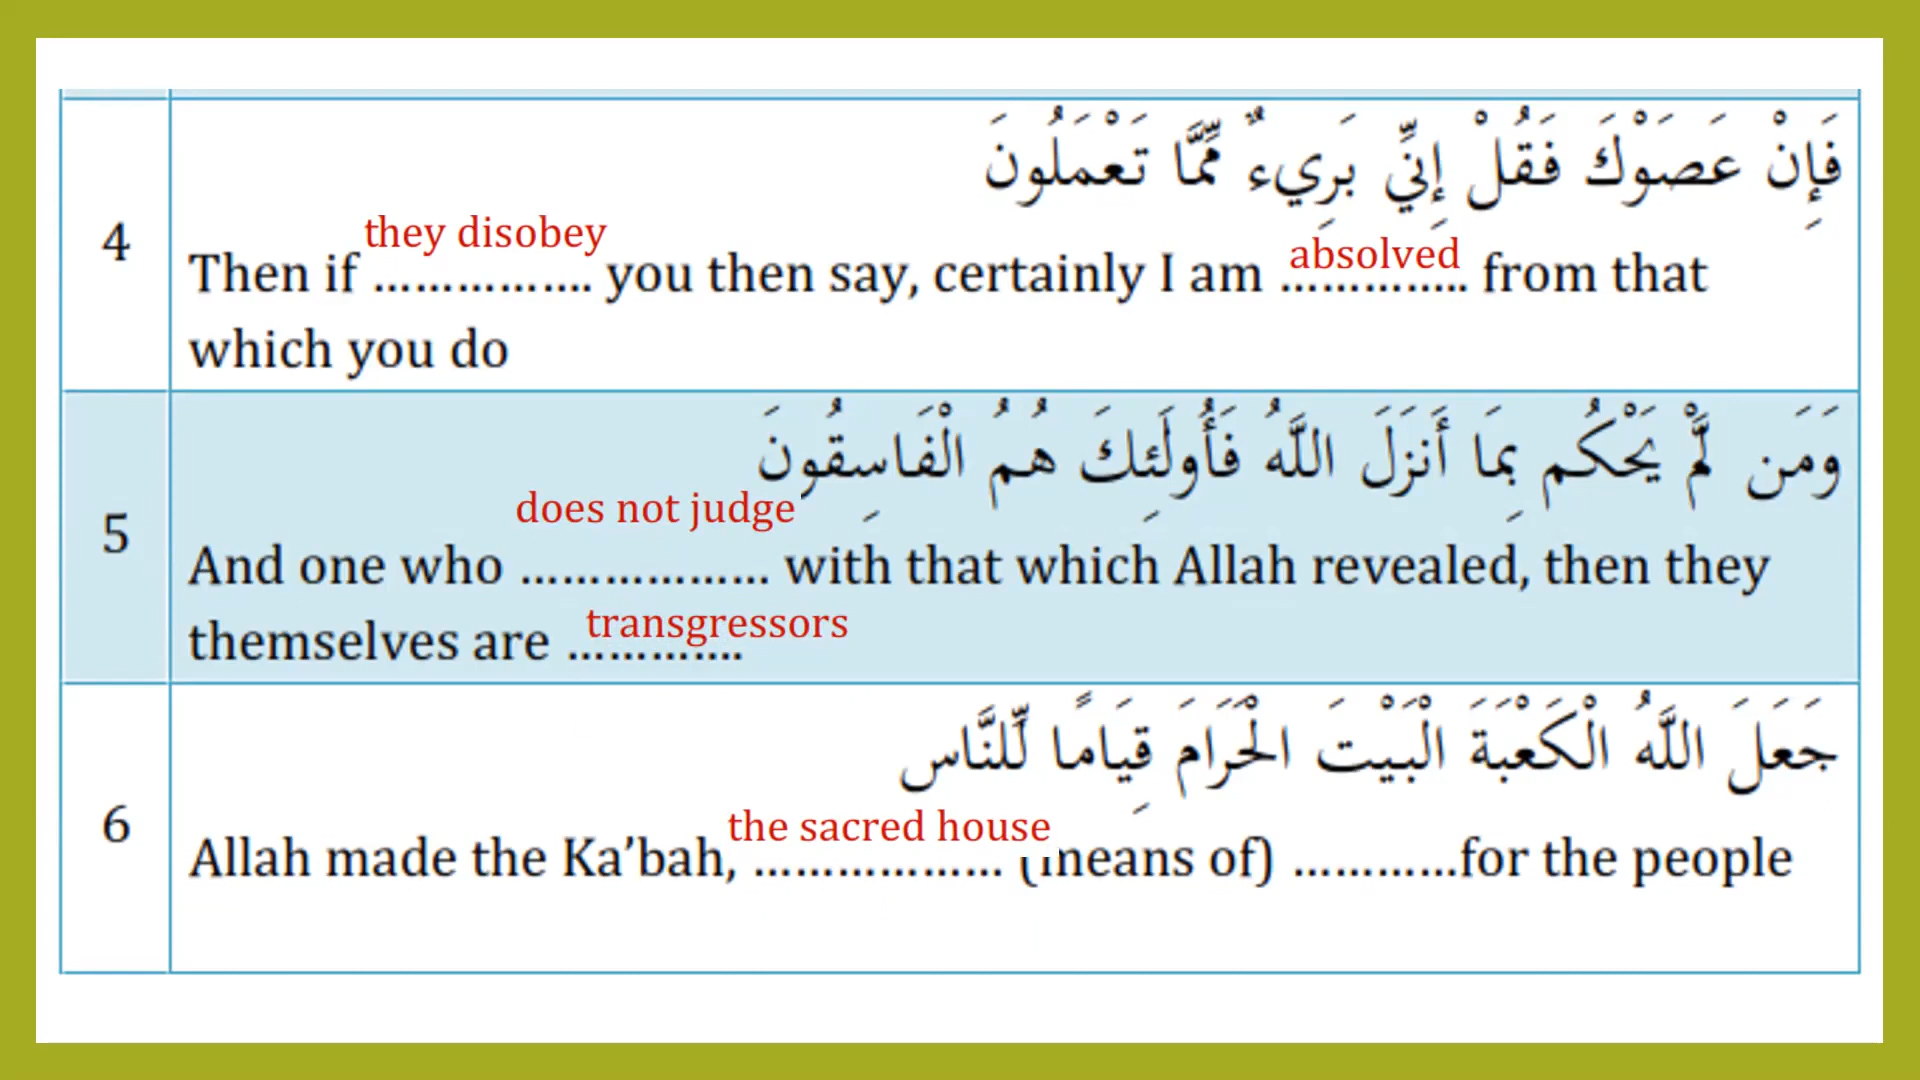 4
فَإِنْ عَصَوْكَ فَقُلْ إِنِّي بَرِيءٌ مِّمَّا تَعْمَلُونَ
they disobey absolved
Then if ................ you then say, certainly I am .............. from that
which you do
5
وَمَن لَّمْ يَحْكُم بِمَا أَنزَلَ اللَّهُ فَأُولَئِكَ هُمُ الْفَاسِقُونَ
does not judge
And one who .................. with that which Allah revealed, then they
transgressors
themselves are .............
6
جَعَلَ اللَّهُ الْكَعْبَةَ الْبَيْتَ الْحَرَامَ قِيَامًا لِّلنَّاس
the sacred house
Allah made the Ka’bah, .................. (means of) ............for the people